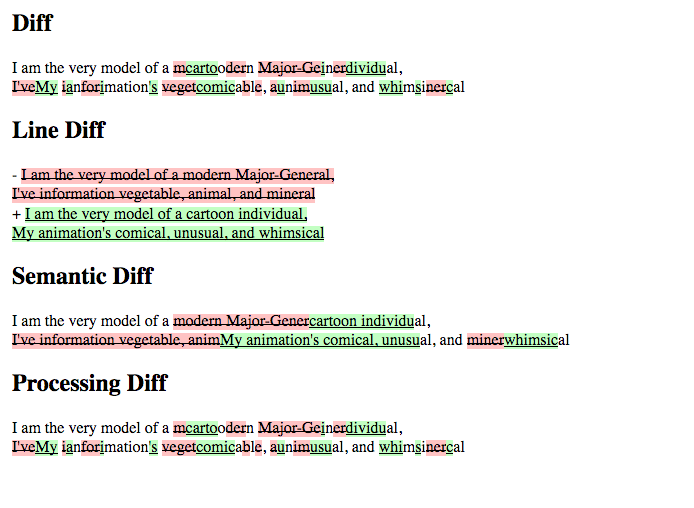 Diff
I am the very model of a mcartoodern Major-Geinerdividual,
I'veMy ianforimation's vegetcomicable, aunimusual, and whimsinercal
Line Diff
- I am the very model of a modern Major-General,
I've information vegetable, animal, and mineral
+ I am the very model of a cartoon individual,
My animation's comical, unusual, and whimsical
Semantic Diff
I am the very model of a modern Major-Genercartoon individual,
I've information vegetable, animMy animation's comical, unusual, and minerwhimsical
Processing Diff
I am the very model of a mcartoodern Major-Geinerdividual,
I'veMy ianforimation's vegetcomicable, aunimusual, and whimsinercal